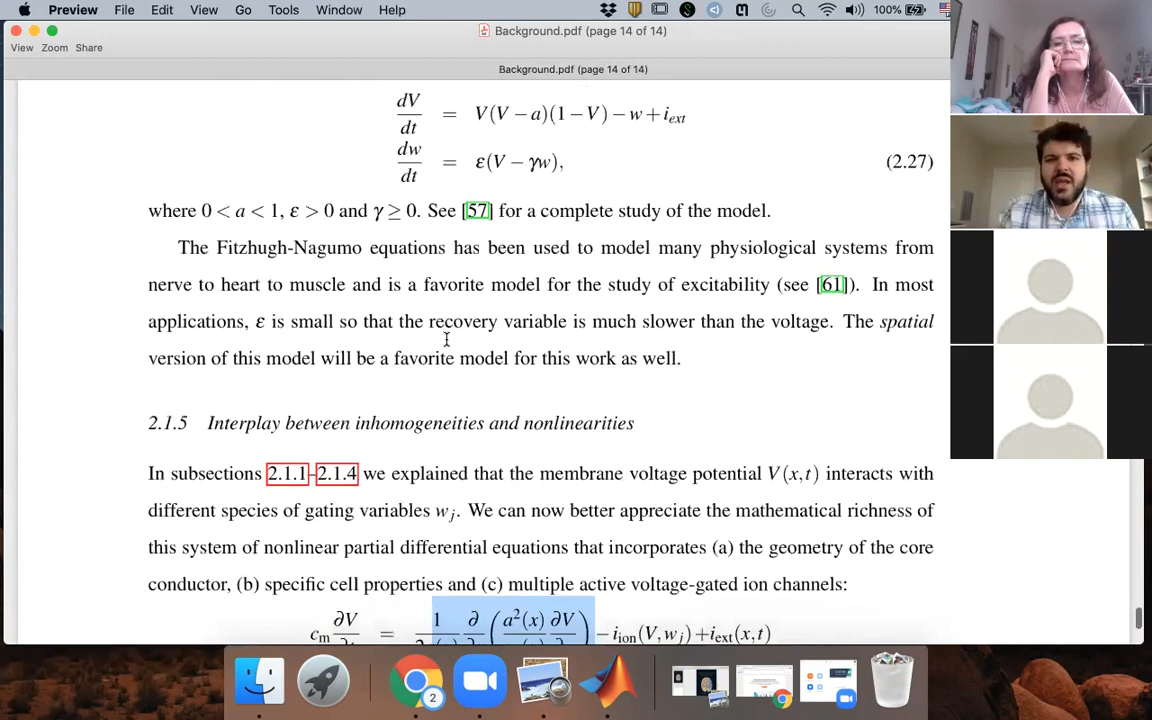 Preview File Edit View Go Tools Window Help 100%
Background.pdf (page 14 of 14)
View Zoom Share
Background.pdf (page 14 of 14)
dV/dt = V(V − a)(1 − V) − w + i_ext
dw/dt = ε(V − γw), (2.27)
where 0 < a < 1, ε > 0 and γ ≥ 0. See [57] for a complete study of the model.
The Fitzhugh-Nagumo equations has been used to model many physiological systems from
nerve to heart to muscle and is a favorite model for the study of excitability (see [61]). In most
applications, ε is small so that the recovery variable is much slower than the voltage. The spatial
version of this model will be a favorite model for this work as well.
2.1.5 Interplay between inhomogeneities and nonlinearities
In subsections 2.1.1–2.1.4 we explained that the membrane voltage potential V(x,t) interacts with
different species of gating variables w_j. We can now better appreciate the mathematical richness of
this system of nonlinear partial differential equations that incorporates (a) the geometry of the core
conductor, (b) specific cell properties and (c) multiple active voltage-gated ion channels:
c_m ∂V = 1 ∂ (a²(x) ∂V) − i_ion(V, w_j) + i_ext(x,t)
2